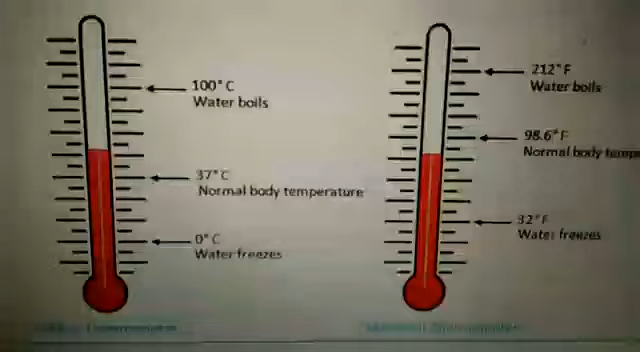 100°C
Water boils
37°C
Normal body temperature
0°C
Water freezes
212°F
Water boils
98.6°F
Normal body tempe
32°F
Water freezes